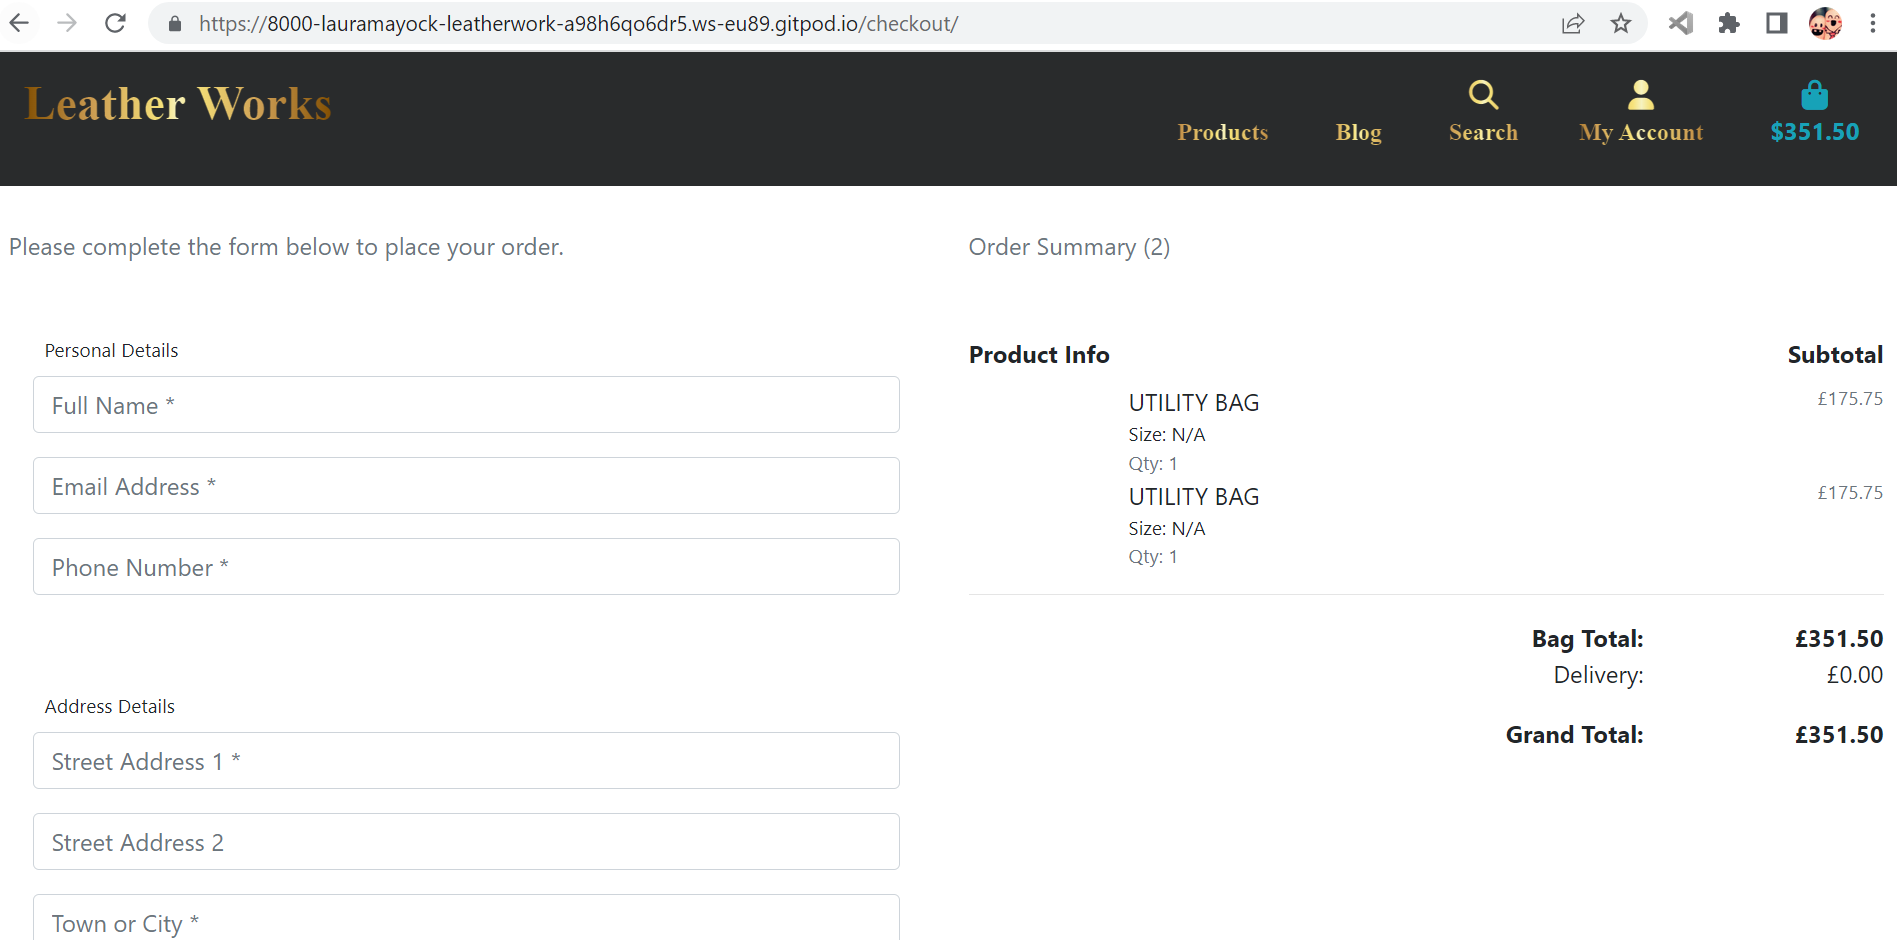 https://8000-lauramayock-leatherwork-a98h6qo6dr5.ws-eu89.gitpod.io/checkout/
Leather Works
Products
Blog
Search
My Account
$351.50
Please complete the form below to place your order.
Personal Details
Full Name *
Email Address *
Phone Number *
Address Details
Street Address 1 *
Street Address 2
Town or City *
Order Summary (2)
Product Info Subtotal
UTILITY BAG £175.75
Size: N/A
Qty: 1
UTILITY BAG £175.75
Size: N/A
Qty: 1
Bag Total: £351.50
Delivery: £0.00
Grand Total: £351.50